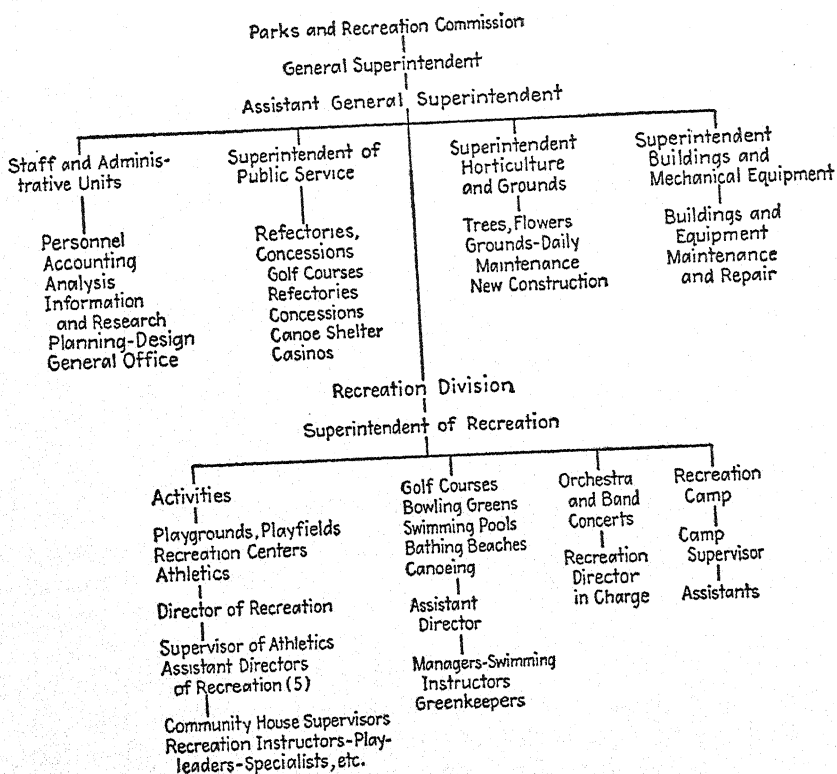 Parks and Recreation Commission
General Superintendent
Assistant General Superintendent
Staff and Adminis-
trative Units
Personnel
Accounting
Analysis
Information
and Research
Planning-Design
General Office
Superintendent of
Public Service
Refectories,
Concessions
Golf Courses
Refectories
Concessions
Canoe Shelter
Casinos
Superintendent
Horticulture
and Grounds
Trees, Flowers
Grounds-Daily
Maintenance
New Construction
Superintendent
Buildings and
Mechanical Equipment
Buildings and
Equipment
Maintenance
and Repair
Recreation Division
Superintendent of Recreation
Activities
Playgrounds, Playfields
Recreation Centers
Athletics
Director of Recreation
Supervisor of Athletics
Assistant Directors
of Recreation (5)
Community House Supervisors
Recreation Instructors-Play-
leaders-Specialists, etc.
Golf Courses
Bowling Greens
Swimming Pools
Bathing Beaches
Canoeing
Assistant
Director
Managers-Swimming
Instructors
Greenkeepers
Orchestra
and Band
Concerts
Recreation
Director
in Charge
Recreation
Camp
Camp
Supervisor
Assistants